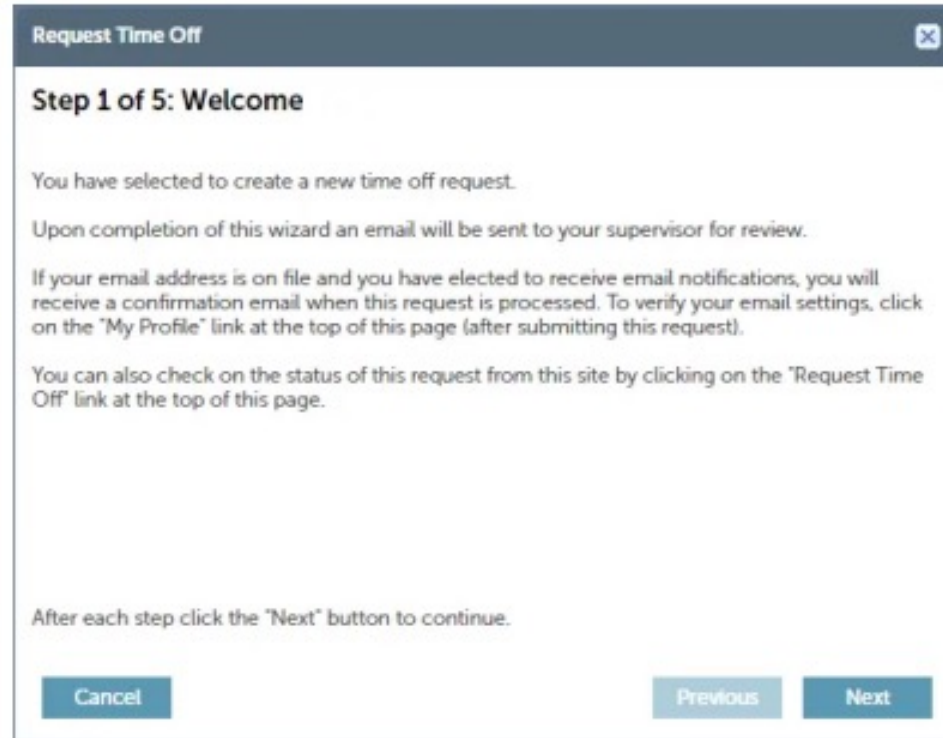 Request Time Off
Step 1 of 5: Welcome
You have selected to create a new time off request.
Upon completion of this wizard an email will be sent to your supervisor for review.
If your email address is on file and you have elected to receive email notifications, you will
receive a confirmation email when this request is processed. To verify your email settings, click
on the "My Profile" link at the top of this page (after submitting this request).
You can also check on the status of this request from this site by clicking on the "Request Time
Off" link at the top of this page.
After each step click the "Next" button to continue.
Cancel
Previous
Next